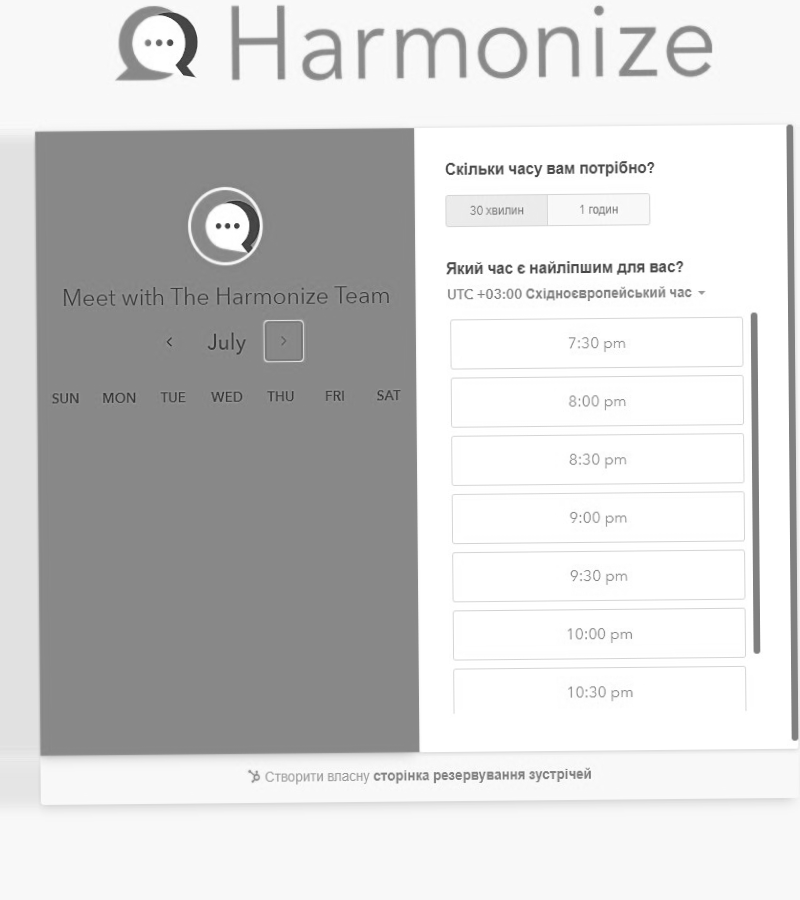 Harmonize
Meet with The Harmonize Team
July
SUN MON TUE WED THU FRI SAT
Скільки часу вам потрібно?
30 хвилин 1 годин
Який час є найліпшим для вас?
UTC +03:00 Східноєвропейський час
7:30 pm
8:00 pm
8:30 pm
9:00 pm
9:30 pm
10:00 pm
10:30 pm
Створити власну сторінка резервування зустрічей